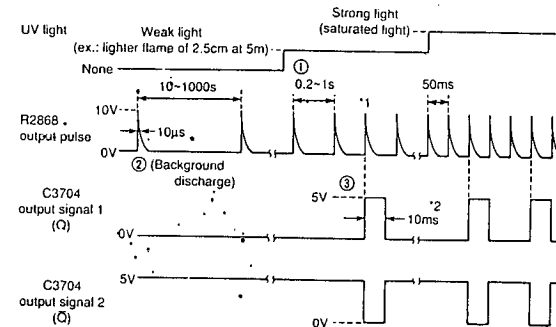 Strong light
(saturated light)
UV light
Weak light
(ex.: lighter flame of 2.5cm at 5m)
None
①
10~1000s
0.2~1s
*1
50ms
10V
R2868
output pulse
10µs
0V
② (Background
discharge)
③
C3704
output signal 1
(Q)
5V
*2
10ms
0V
C3704
output signal 2
(Q̄)
5V
0V